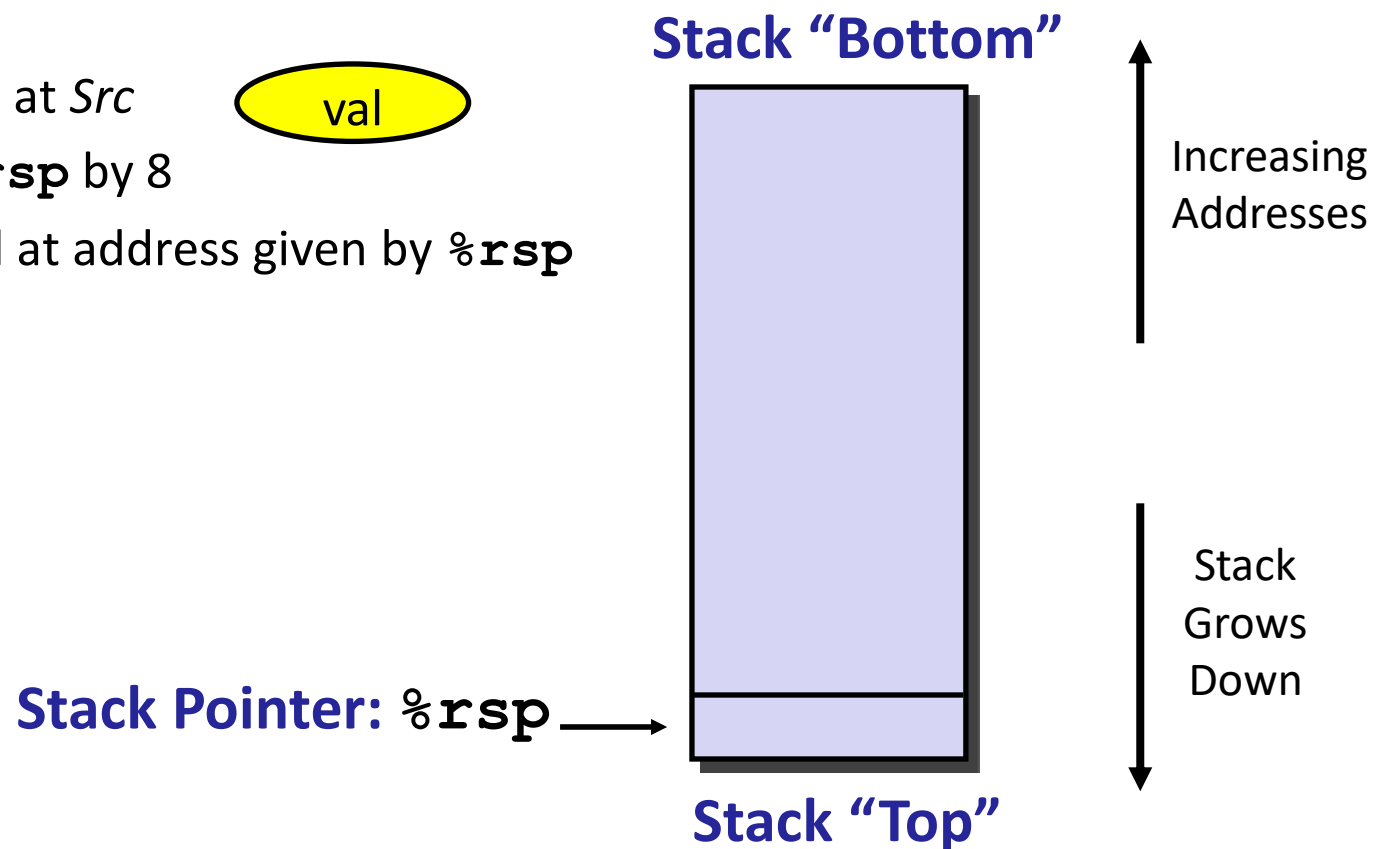 Stack “Bottom”
at Src
val
rsp by 8
at address given by %rsp
Increasing
Addresses
Stack
Grows
Down
Stack Pointer: %rsp
Stack “Top”